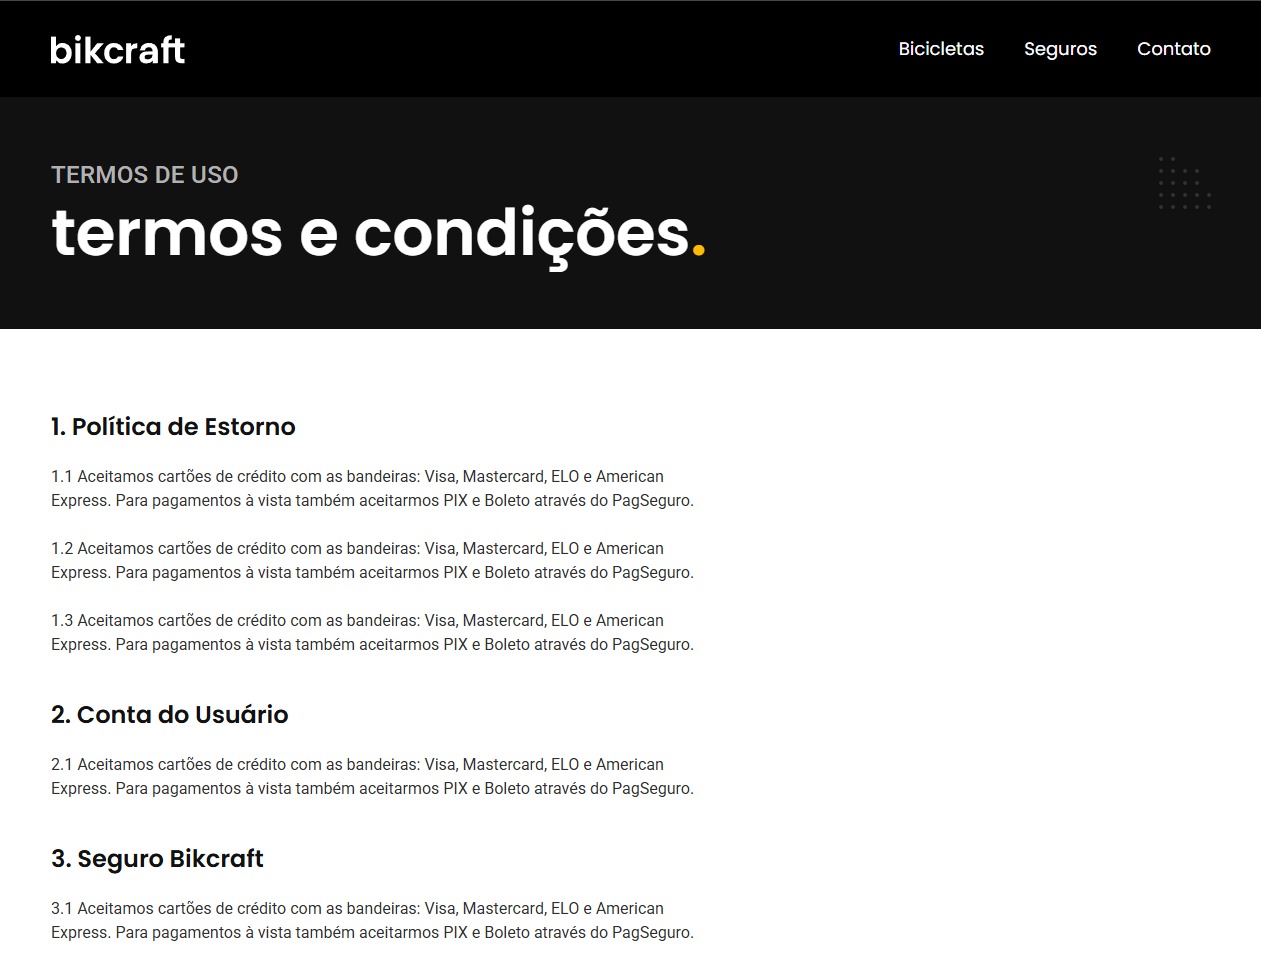 bikcraft
Bicicletas Seguros Contato
TERMOS DE USO
termos e condições.
1. Política de Estorno
1.1 Aceitamos cartões de crédito com as bandeiras: Visa, Mastercard, ELO e American
Express. Para pagamentos à vista também aceitarmos PIX e Boleto através do PagSeguro.
1.2 Aceitamos cartões de crédito com as bandeiras: Visa, Mastercard, ELO e American
Express. Para pagamentos à vista também aceitarmos PIX e Boleto através do PagSeguro.
1.3 Aceitamos cartões de crédito com as bandeiras: Visa, Mastercard, ELO e American
Express. Para pagamentos à vista também aceitarmos PIX e Boleto através do PagSeguro.
2. Conta do Usuário
2.1 Aceitamos cartões de crédito com as bandeiras: Visa, Mastercard, ELO e American
Express. Para pagamentos à vista também aceitarmos PIX e Boleto através do PagSeguro.
3. Seguro Bikcraft
3.1 Aceitamos cartões de crédito com as bandeiras: Visa, Mastercard, ELO e American
Express. Para pagamentos à vista também aceitarmos PIX e Boleto através do PagSeguro.